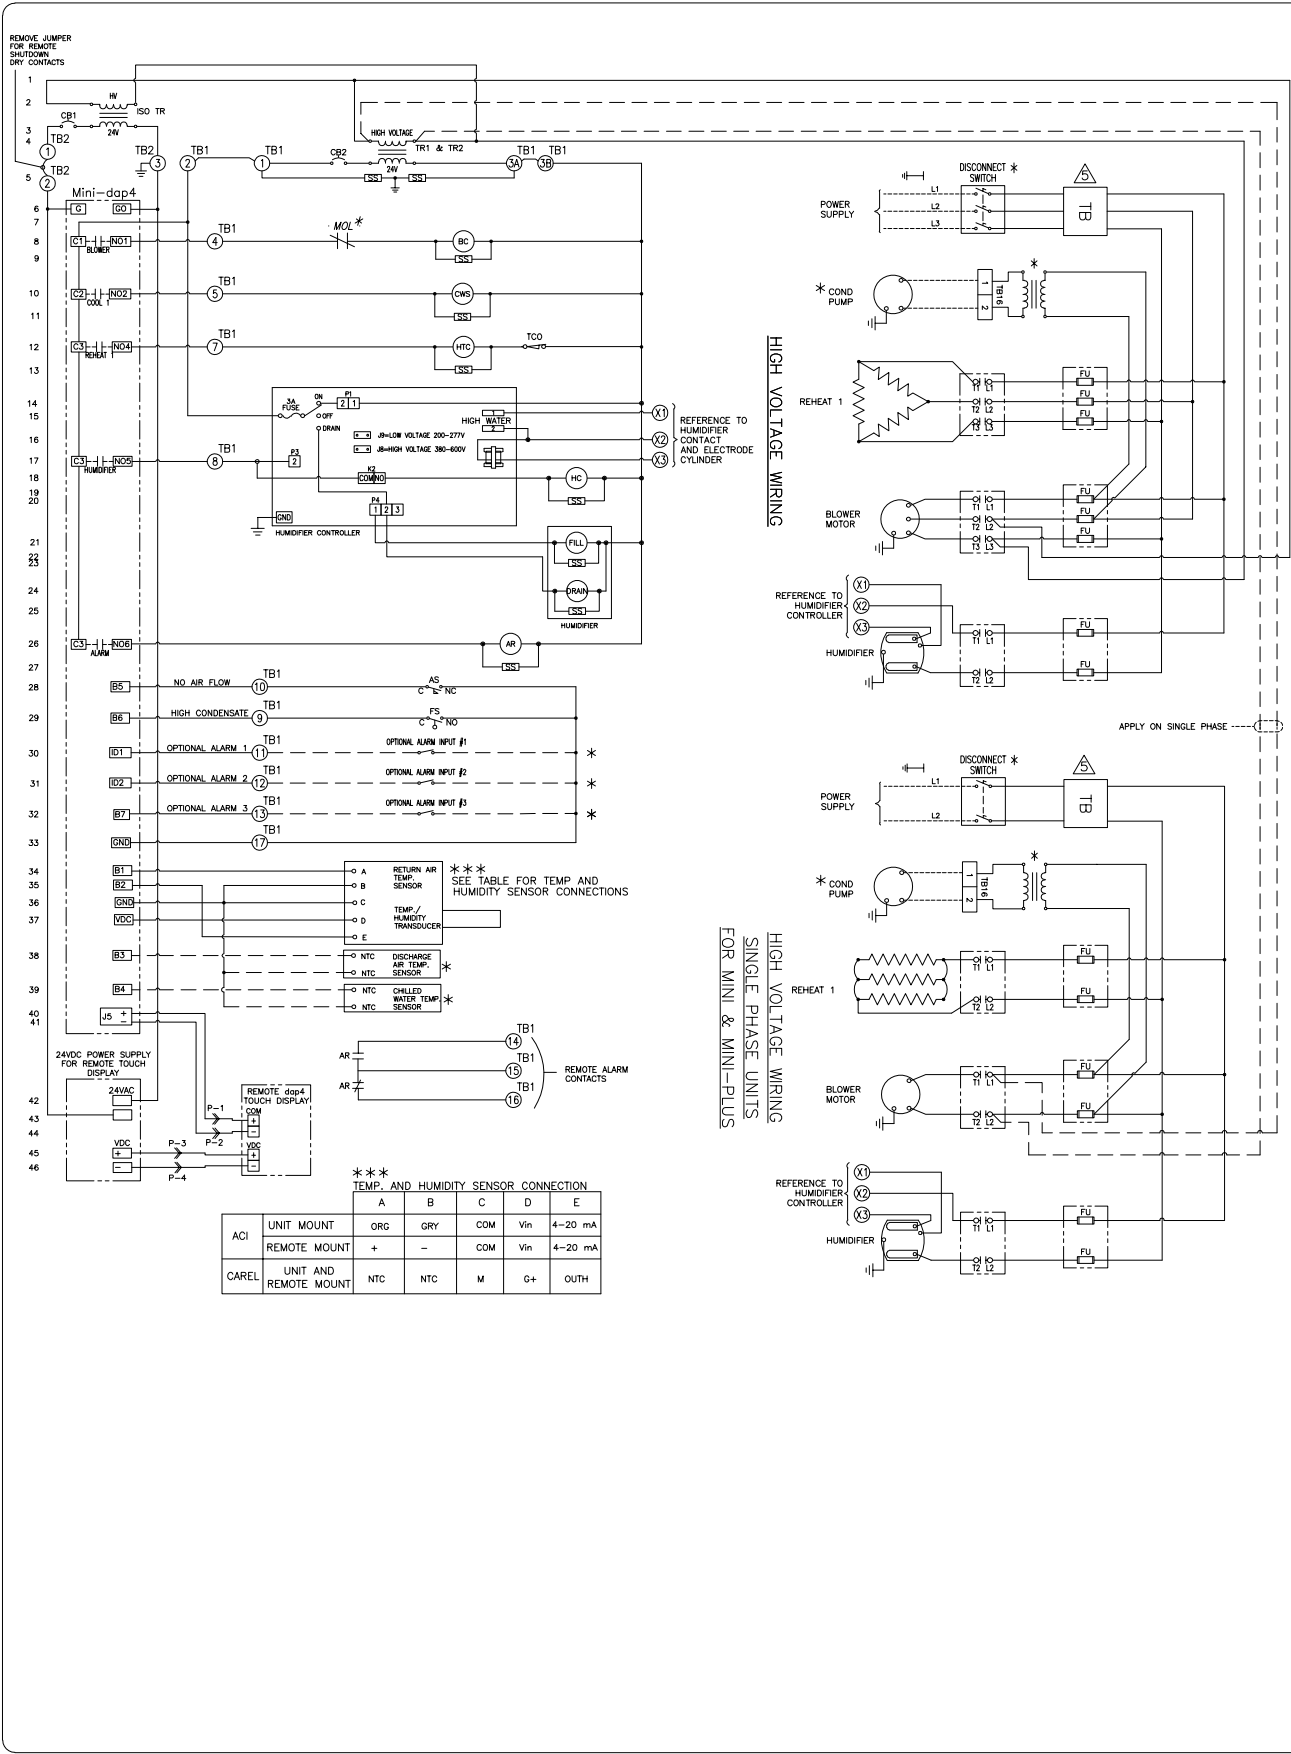 REMOVE JUMPER
FOR REMOTE
SHUTDOWN
DRY CONTACTS
1
2
HV
ISO TR
CB1
3
24V
4
TB2
1
TB2
3
5
TB2
2
HIGH VOLTAGE
TR1 & TR2
TB1
2
TB1
1
CB2
24V
TB1
3A
TB1
3B
SS
SS
Mini-dap4
6
G
GO
7
8
C1
NO1
BLOWER
TB1
4
MOL*
BC
9
SS
10
C2
NO2
COOL 1
TB1
5
CWS
11
SS
12
C3
NO4
REHEAT 1
TB1
7
HTC
TCO
13
SS
14
3A
FUSE
ON
P1
2 1
15
OFF
DRAIN
HIGH WATER
1
2
J9=LOW VOLTAGE 200-277V
J8=HIGH VOLTAGE 380-600V
X1
X2
X3
REFERENCE TO
HUMIDIFIER
CONTACT
AND ELECTRODE
CYLINDER
16
17
C3
NO5
HUMIDIFIER
TB1
8
P3
2
18
K2
COM NO
HC
19
20
SS
P4
1 2 3
GND
HUMIDIFIER CONTROLLER
21
FILL
22
23
SS
24
DRAIN
25
SS
HUMIDIFIER
26
C3
NO6
ALARM
AR
27
SS
28
B5
NO AIR FLOW
TB1
10
AS
C
NC
29
B6
HIGH CONDENSATE
TB1
9
FS
C
NO
30
ID1
OPTIONAL ALARM 1
TB1
11
OPTIONAL ALARM INPUT #1
*
31
ID2
OPTIONAL ALARM 2
TB1
12
OPTIONAL ALARM INPUT #2
*
32
B7
OPTIONAL ALARM 3
TB1
13
OPTIONAL ALARM INPUT #3
*
33
GND
TB1
17
34
B1
35
B2
36
GND
37
VDC
A
B
C
D
E
RETURN AIR
TEMP.
SENSOR
TEMP./
HUMIDITY
TRANSDUCER
***
SEE TABLE FOR TEMP AND
HUMIDITY SENSOR CONNECTIONS
38
B3
NTC
NTC
DISCHARGE
AIR TEMP.
SENSOR
*
39
B4
NTC
NTC
CHILLED
WATER TEMP.
SENSOR
*
40
41
J5
+
−
24VDC POWER SUPPLY
FOR REMOTE TOUCH
DISPLAY
42
24VAC
43
44
45
VDC
+
46
−
P-1
P-2
P-3
P-4
REMOTE dap4
TOUCH DISPLAY
COM
+
−
VDC
+
−
AR
AR
TB1
14
TB1
15
TB1
16
REMOTE ALARM
CONTACTS
***
TEMP. AND HUMIDITY SENSOR CONNECTION
A B C D E
ACI
UNIT MOUNT ORG GRY COM Vin 4-20 mA
REMOTE MOUNT + − COM Vin 4-20 mA
CAREL
UNIT AND
REMOTE MOUNT
NTC NTC M G+ OUTH
HIGH VOLTAGE WIRING
POWER
SUPPLY
L1
L2
L3
DISCONNECT *
SWITCH
5
TB
* COND
PUMP
1
2
TB16
*
REHEAT 1
T1 L1
T2 L2
T3 L3
FU
FU
FU
BLOWER
MOTOR
T1 L1
T2 L2
T3 L3
FU
FU
FU
REFERENCE TO
HUMIDIFIER
CONTROLLER
X1
X2
X3
HUMIDIFIER
T1 L1
T2 L2
FU
FU
APPLY ON SINGLE PHASE
HIGH VOLTAGE WIRING
SINGLE PHASE UNITS
FOR MINI & MINI-PLUS
POWER
SUPPLY
L1
L2
DISCONNECT *
SWITCH
5
TB
* COND
PUMP
1
2
TB16
*
REHEAT 1
T1 L1
T2 L2
FU
FU
BLOWER
MOTOR
T1 L1
T2 L2
FU
FU
REFERENCE TO
HUMIDIFIER
CONTROLLER
X1
X2
X3
HUMIDIFIER
T1 L1
T2 L2
FU
FU